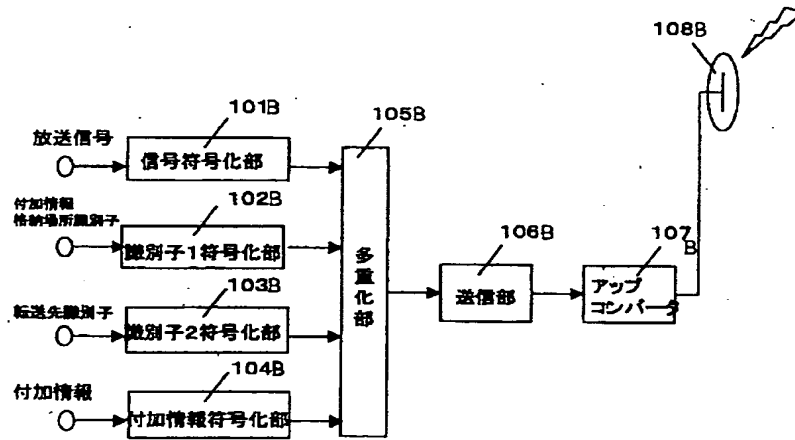 108B
101B
105B
放送信号
信号符号化部
付加情報
格納場所識別子
102B
識別子1符号化部
多重化部
106B
送信部
107
B
アップ
コンバータ
転送先識別子
103B
識別子2符号化部
付加情報
104B
付加情報符号化部